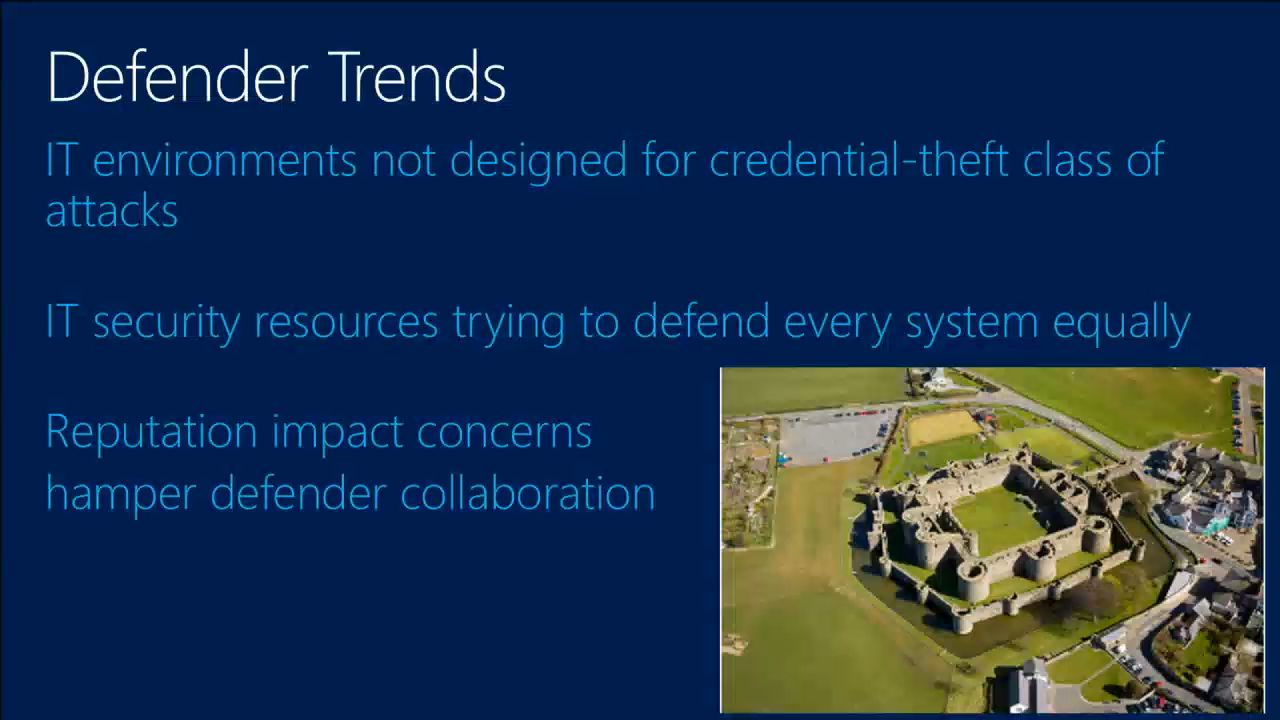 Defender Trends
IT environments not designed for credential-theft class of
attacks
IT security resources trying to defend every system equally
Reputation impact concerns
hamper defender collaboration